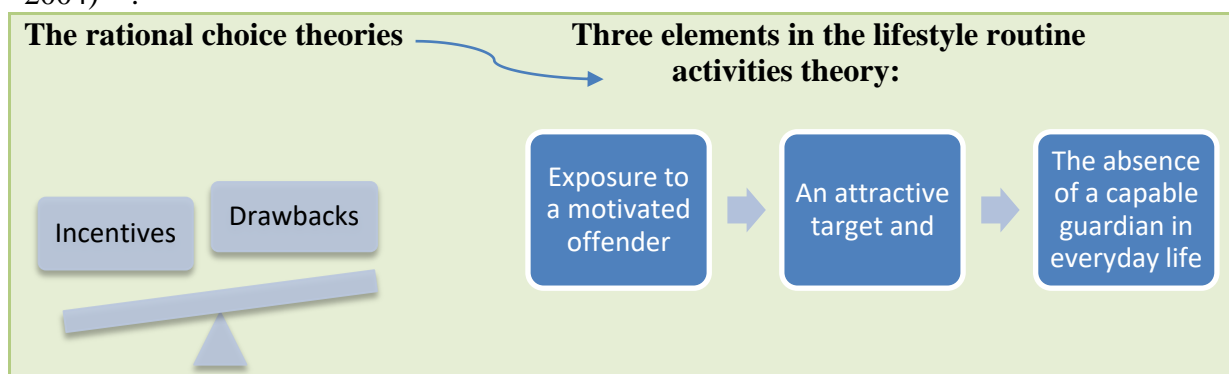 2004) .
The rational choice theories
Three elements in the lifestyle routine
activities theory:
Incentives
Drawbacks
Exposure to
a motivated
offender
An attractive
target and
The absence
of a capable
guardian in
everyday life